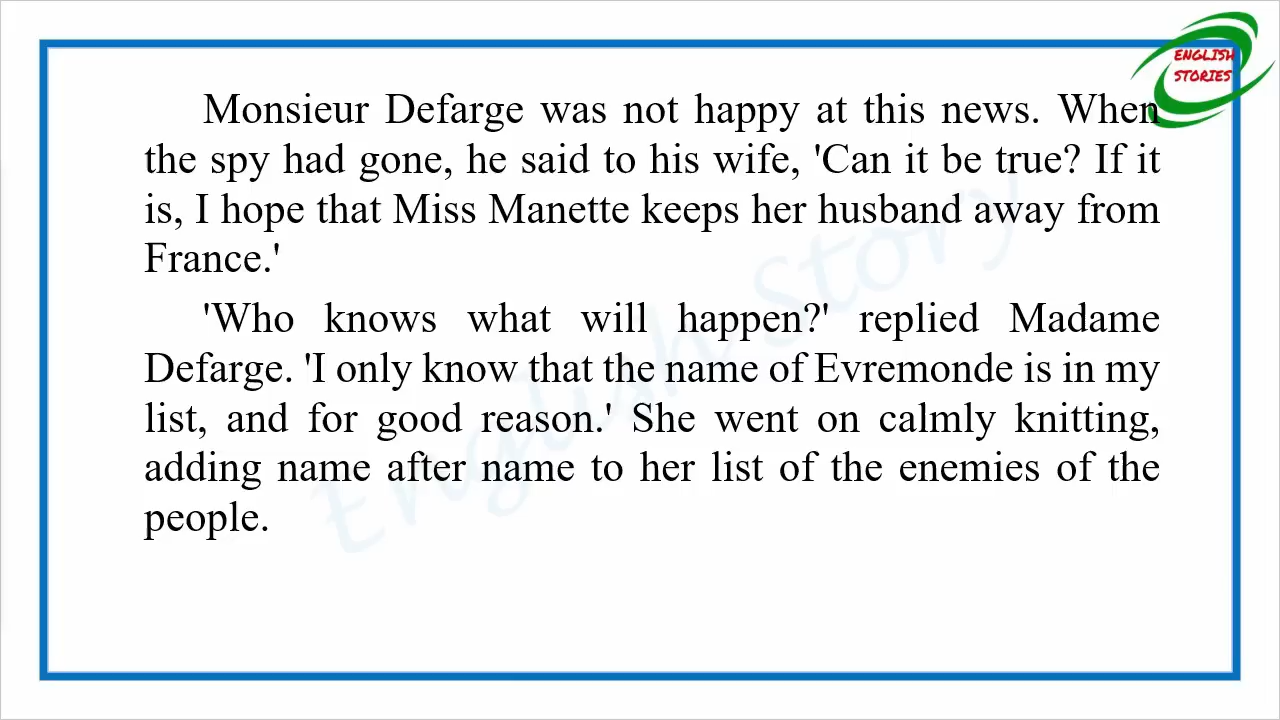 ENGLISH
STORIES
Monsieur Defarge was not happy at this news. When
the spy had gone, he said to his wife, 'Can it be true? If it
is, I hope that Miss Manette keeps her husband away from
France.'
'Who knows what will happen?' replied Madame
Defarge. 'I only know that the name of Evremonde is in my
list, and for good reason.' She went on calmly knitting,
adding name after name to her list of the enemies of the
people.
English Story